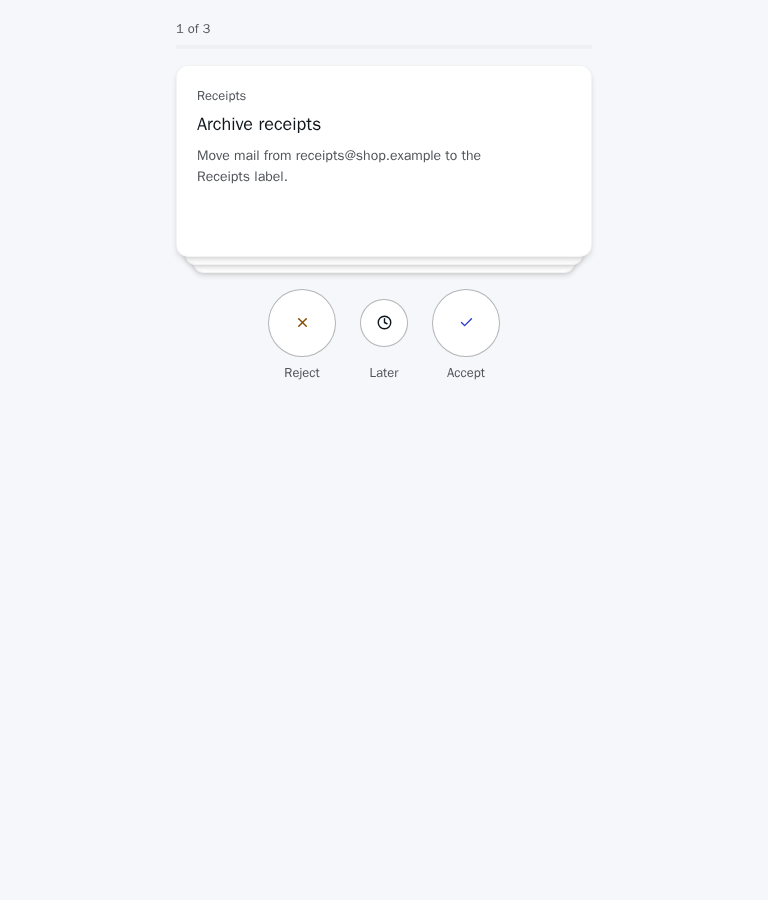 1 of 3
Receipts
Archive receipts
Move mail from receipts@shop.example to the
Receipts label.
Reject
Later
Accept